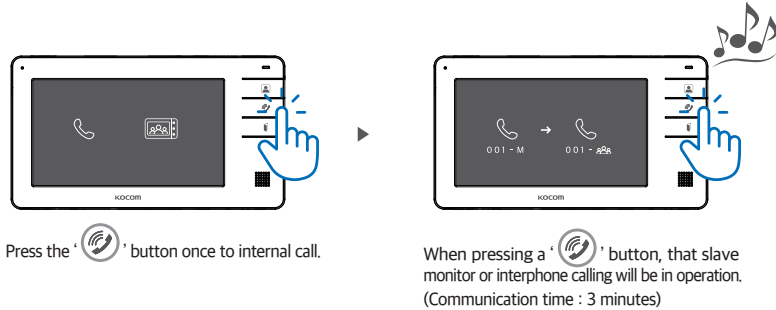 KOCOM
Press the ‘ ’ button once to internal call.
001 - M
001 -
KOCOM
When pressing a ‘ ’ button, that slave
monitor or interphone calling will be in operation.
(Communication time : 3 minutes)